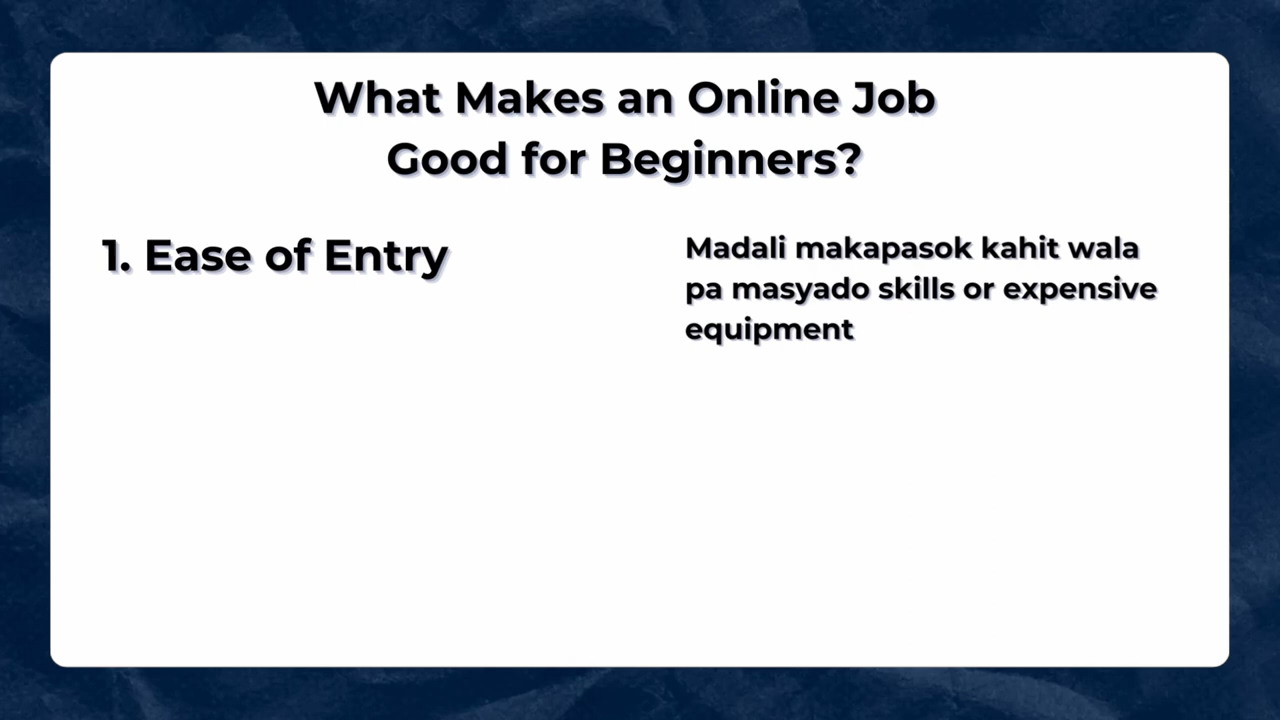 What Makes an Online Job
Good for Beginners?
1. Ease of Entry
Madali makapasok kahit wala
pa masyado skills or expensive
equipment